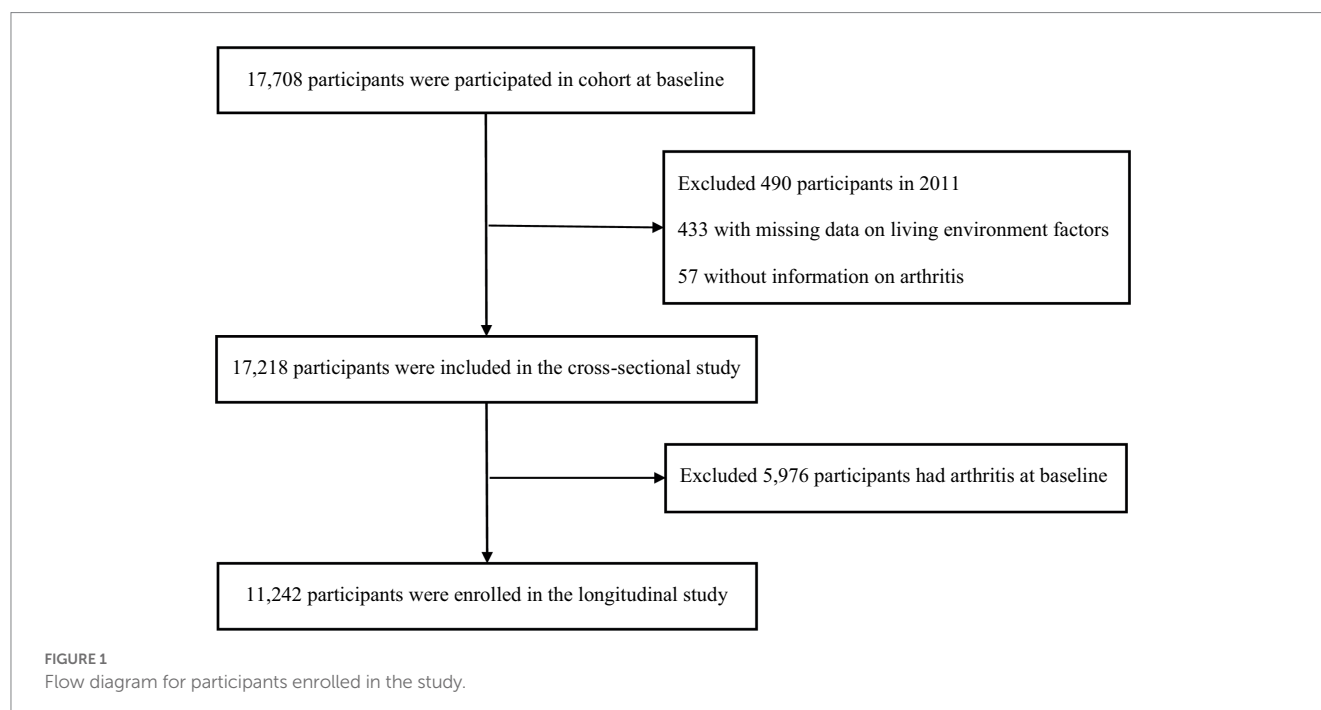 17,708 participants were participated in cohort at baseline
Excluded 490 participants in 2011
433 with missing data on living environment factors
57 without information on arthritis
17,218 participants were included in the cross-sectional study
Excluded 5,976 participants had arthritis at baseline
11,242 participants were enrolled in the longitudinal study
FIGURE 1
Flow diagram for participants enrolled in the study.